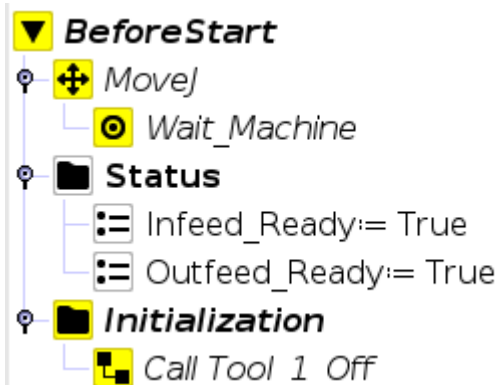 BeforeStart
MoveJ
Wait_Machine
Status
Infeed_Ready:= True
Outfeed_Ready:= True
Initialization
Call Tool_1_Off